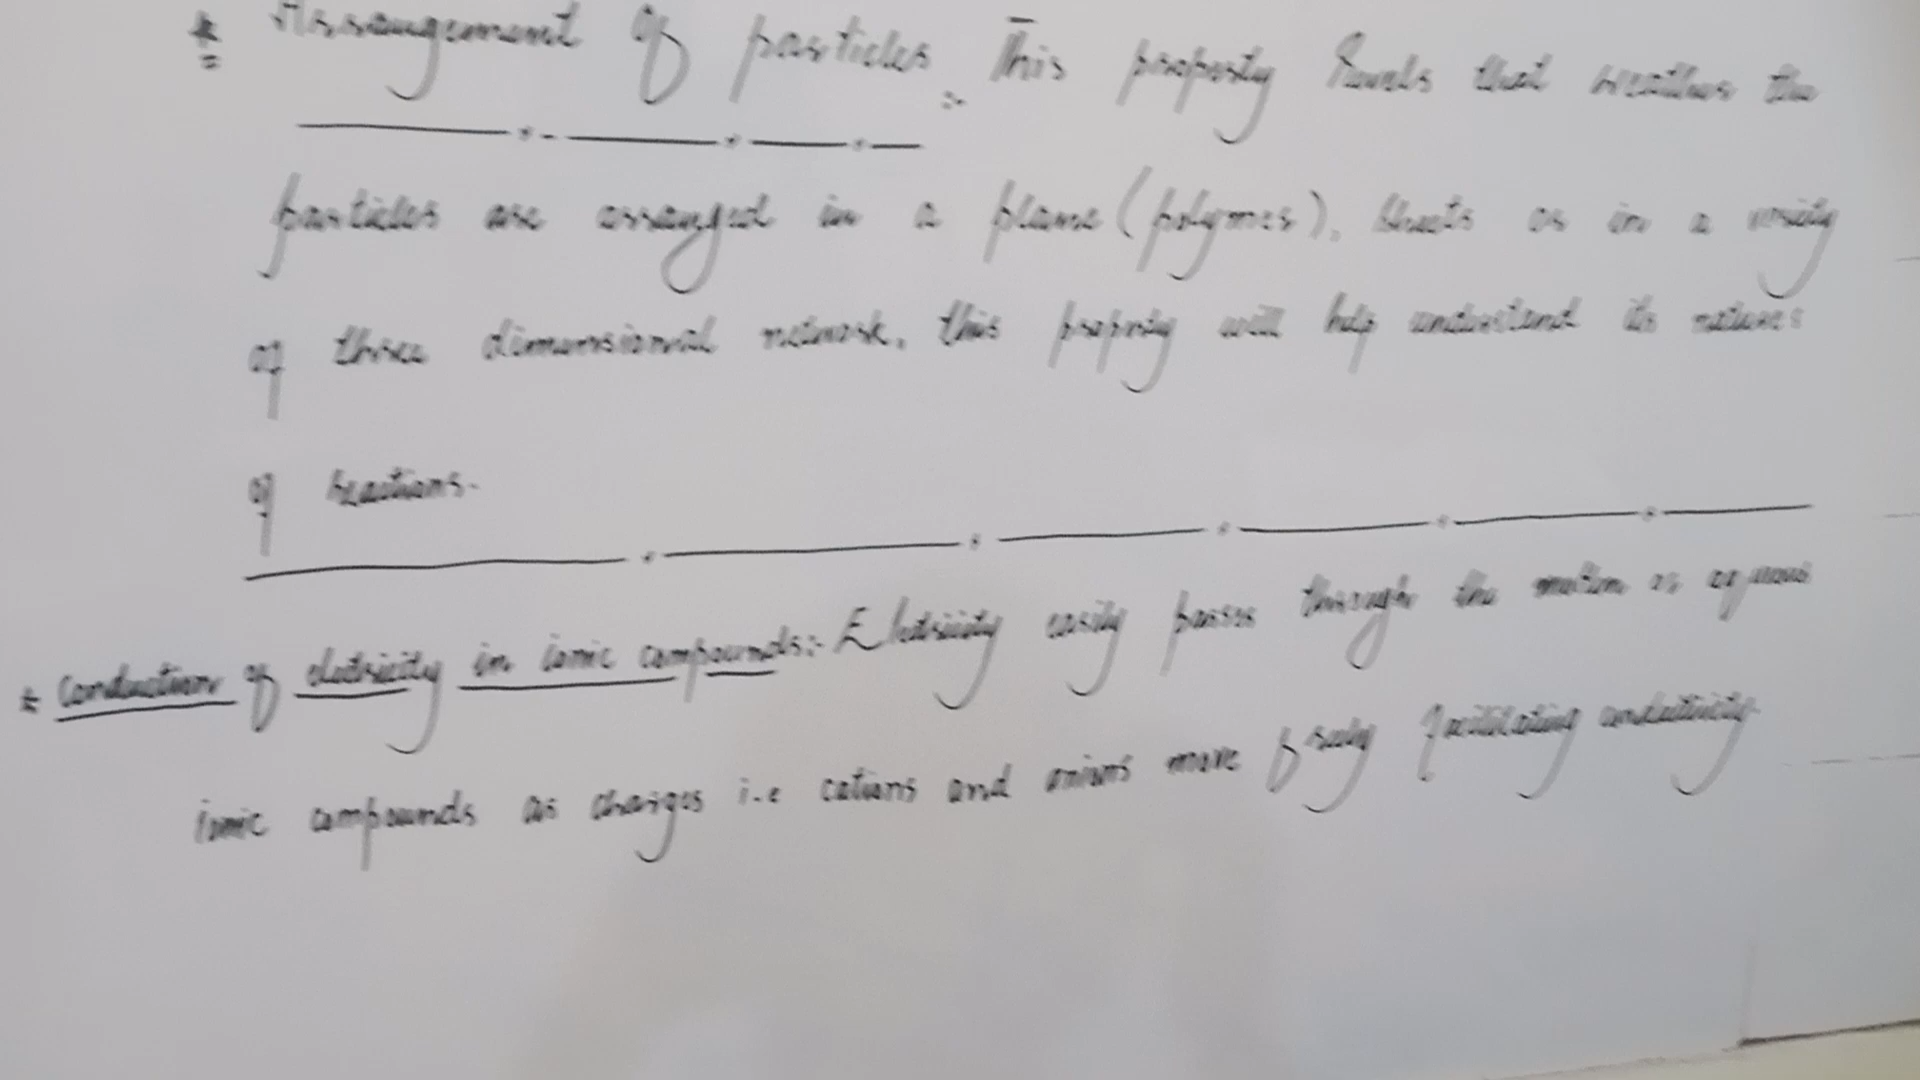 * Arrangement of particles :- This property Reveals that weather the
particles are arranged in a plane (polymer), sheets or in a variety
of three dimensional network, this property will help understand its natures
of reactions.
* Conduction of electricity in ionic compounds:- Electricity easily passes through the molten or aqueous
ionic compounds as charges i.e cations and anions move freely facilitating conductivity.